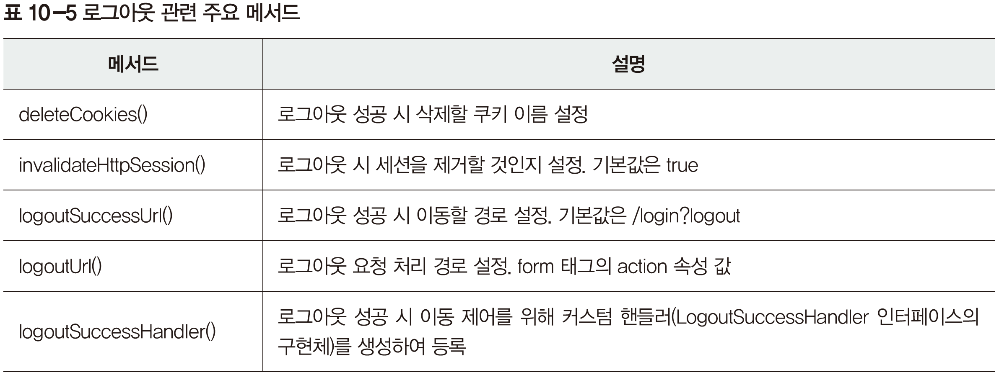 표 10-5 로그아웃 관련 주요 메서드
메서드 설명
deleteCookies() 로그아웃 성공 시 삭제할 쿠키 이름 설정
invalidateHttpSession() 로그아웃 시 세션을 제거할 것인지 설정. 기본값은 true
logoutSuccessUrl() 로그아웃 성공 시 이동할 경로 설정. 기본값은 /login?logout
logoutUrl() 로그아웃 요청 처리 경로 설정. form 태그의 action 속성 값
logoutSuccessHandler() 로그아웃 성공 시 이동 제어를 위해 커스텀 핸들러(LogoutSuccessHandler 인터페이스의
구현체)를 생성하여 등록